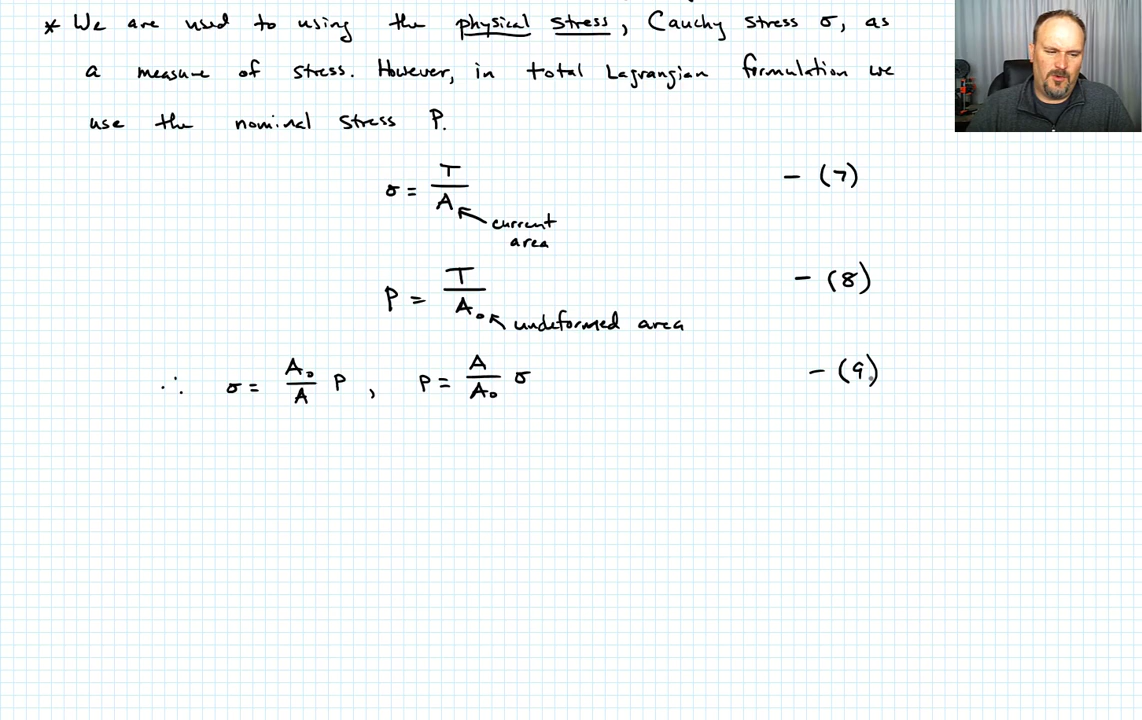 * We are used to using the physical stress, Cauchy stress σ, as
a measure of stress. However, in total Lagrangian formulation we
use the nominal stress P.
σ = T/A - (7)
current
area
P = T/A₀ - (8)
undeformed area
∴ σ = A₀/A P, P = A/A₀ σ - (9)